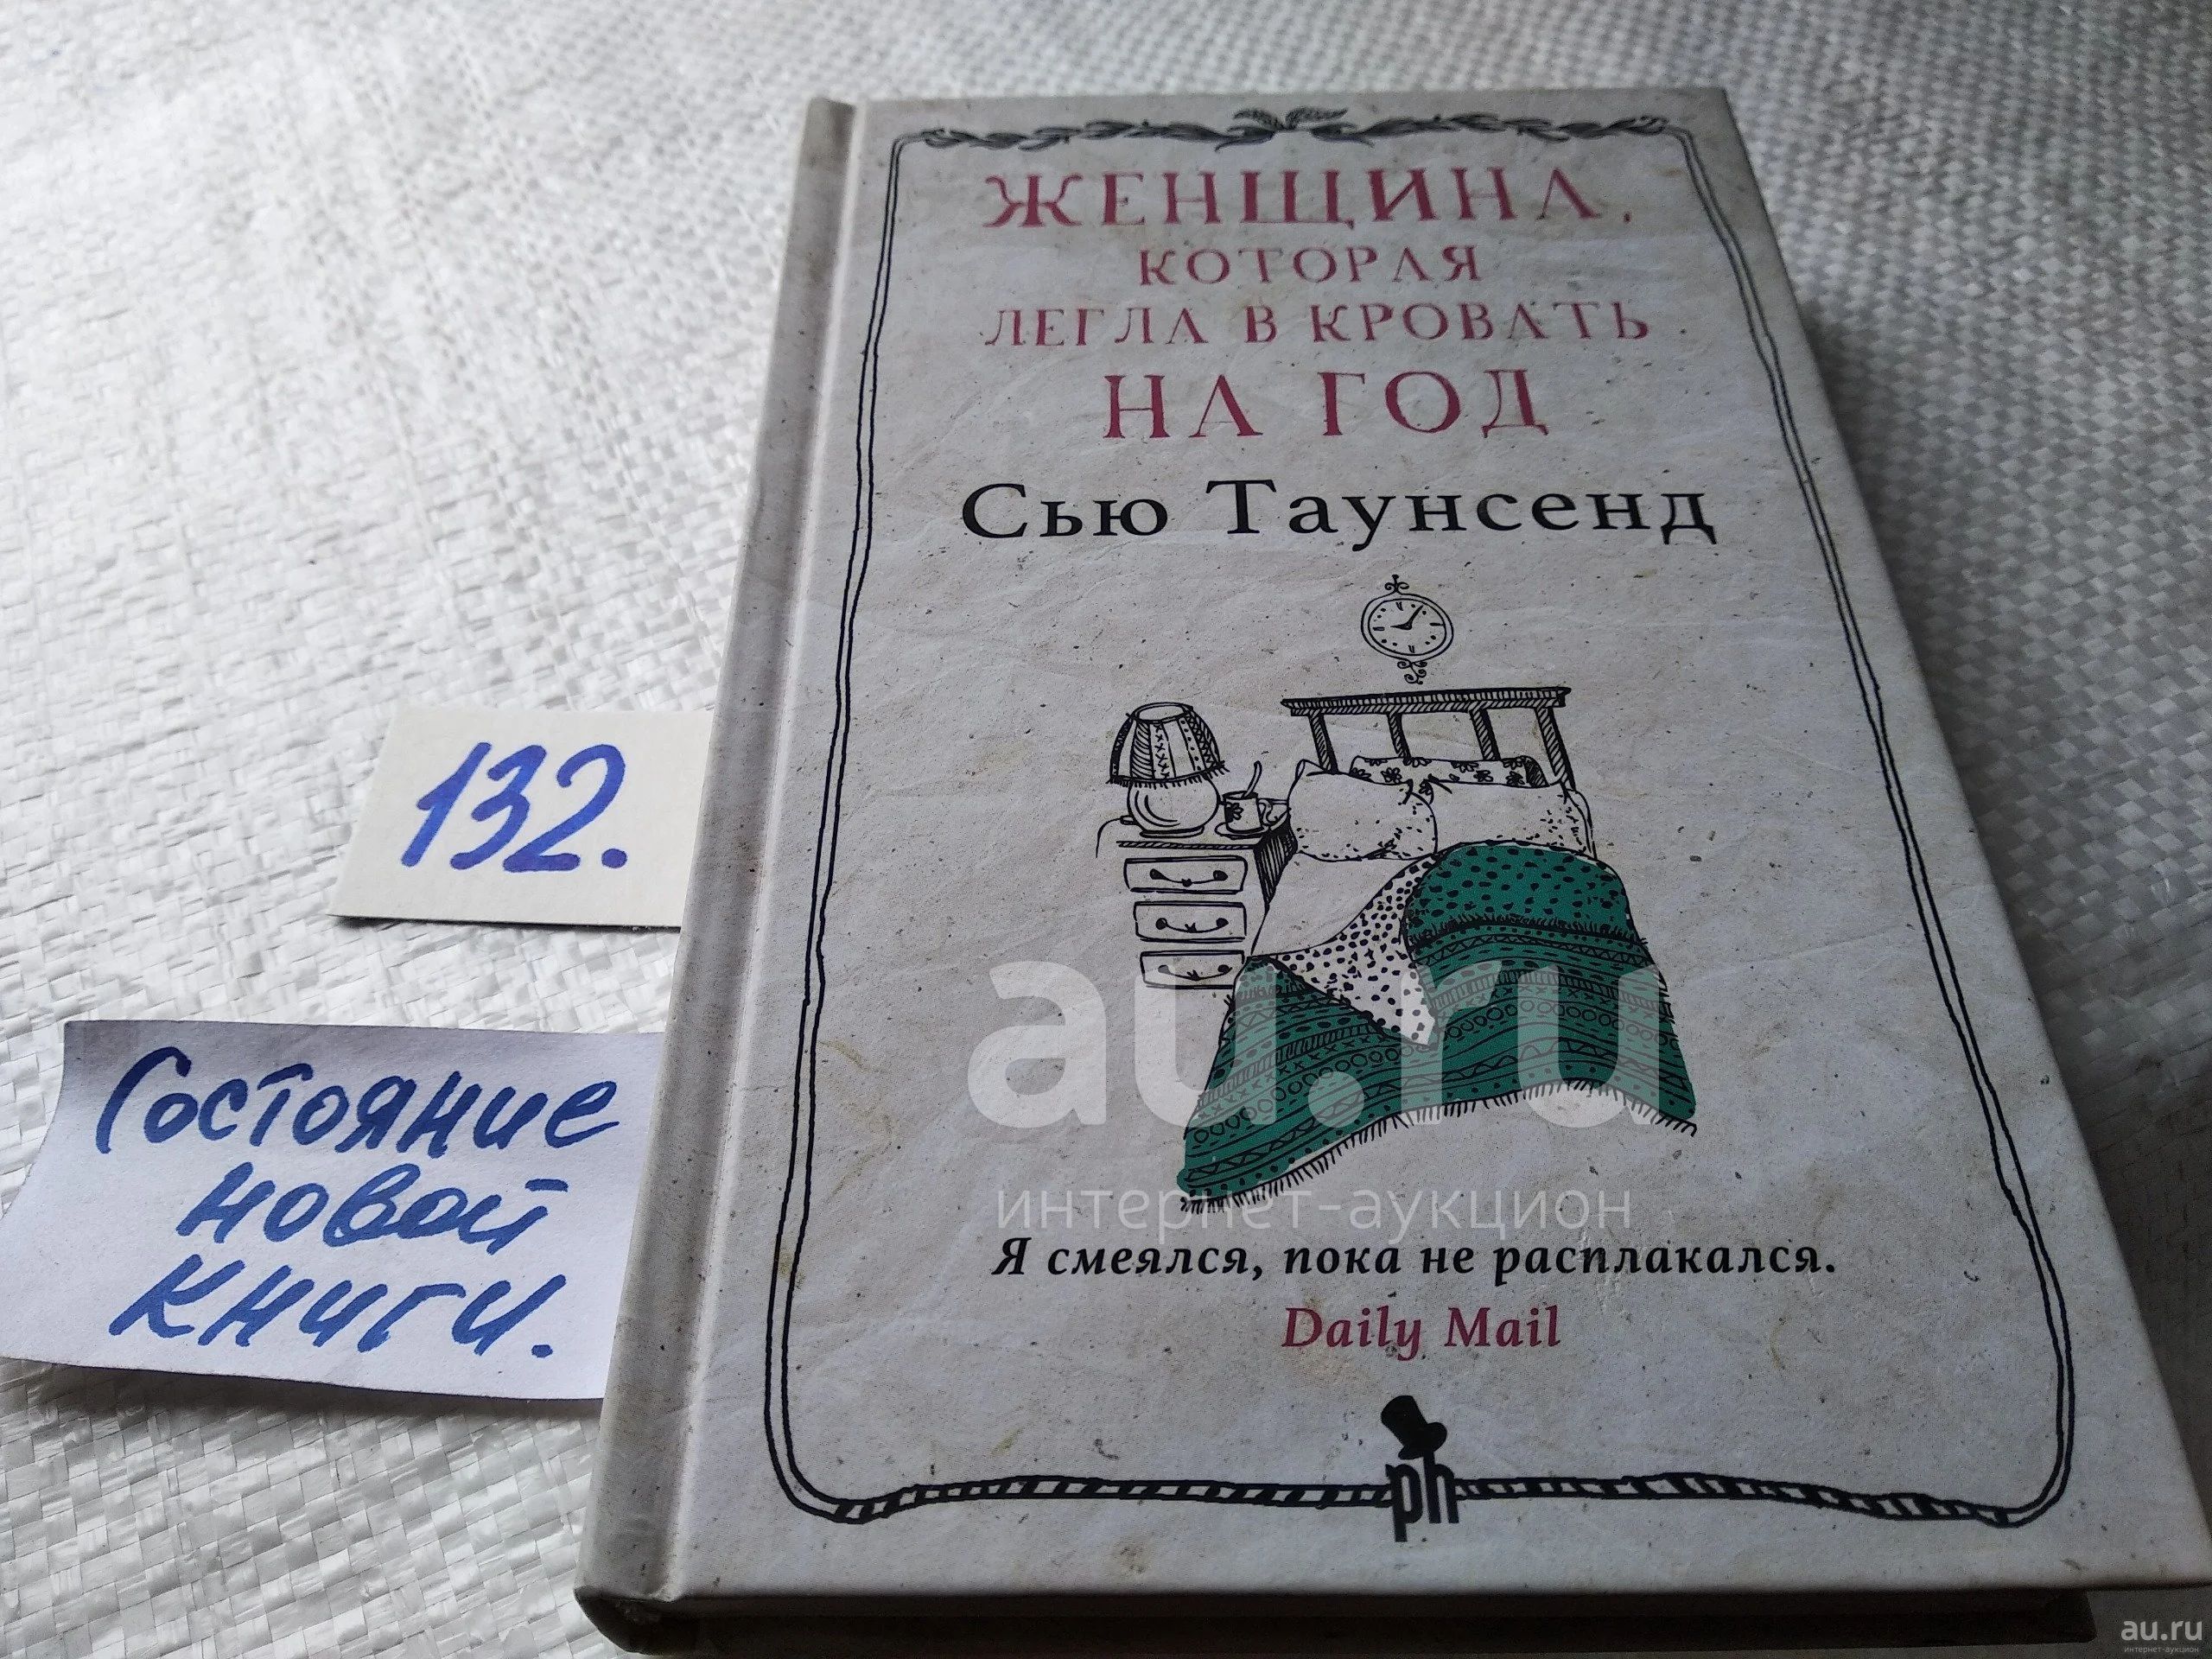 ЖЕНЩИНА,
КОТОРАЯ
ЛЕГЛА В КРОВАТЬ
НА ГОД
Сью Таунсенд
132.
Состояние
новой
книги.
au.ru
интернет-аукцион
Я смеялся, пока не расплакался.
Daily Mail
ph
au.ru
интернет-аукцион